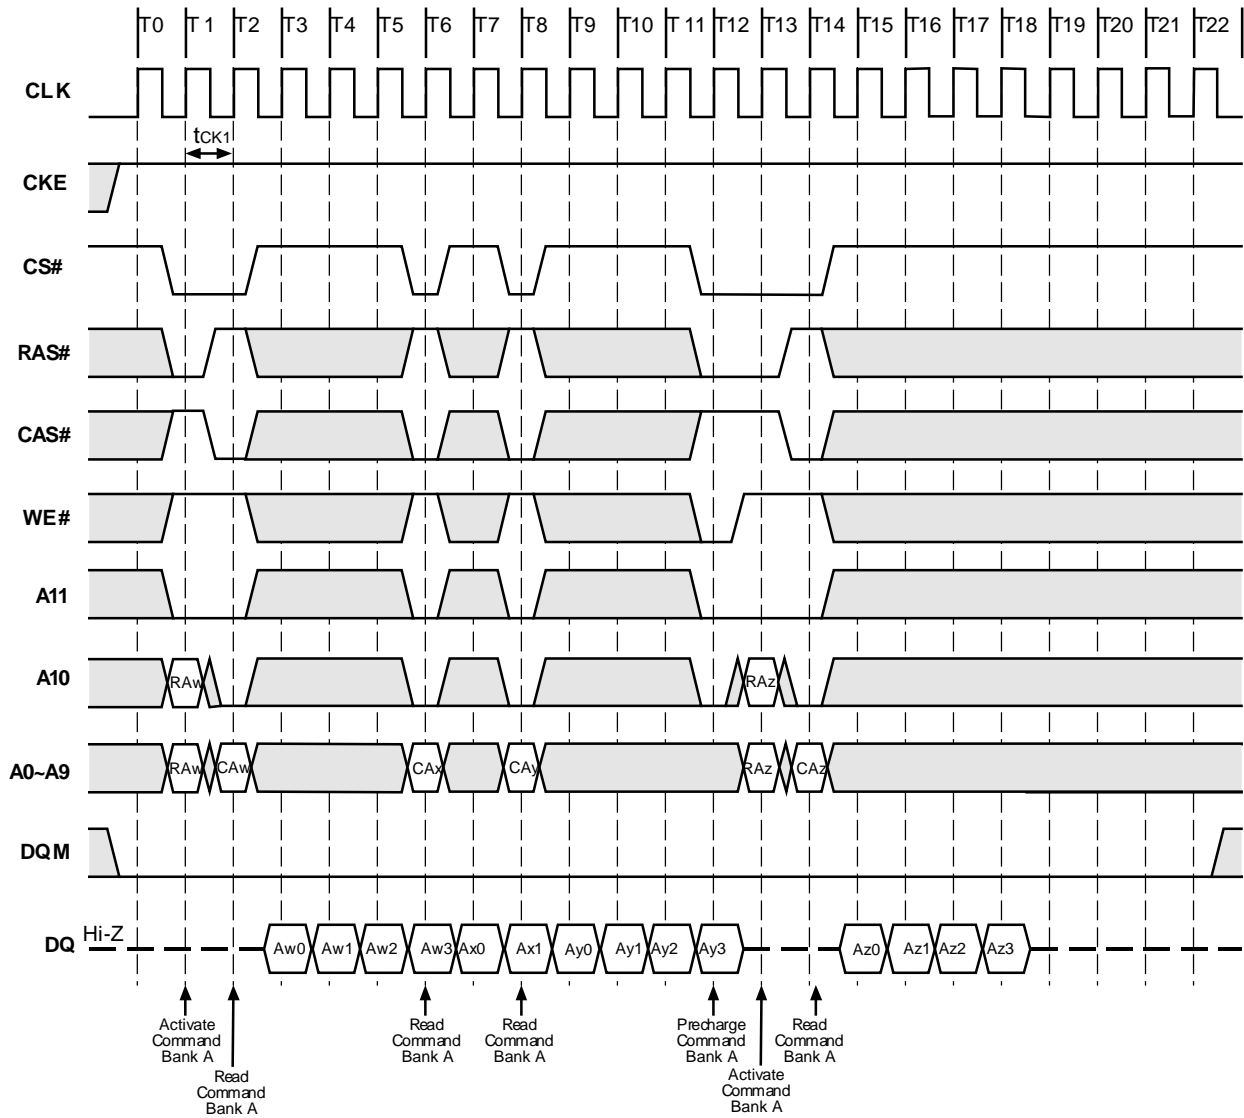 T0 T 1 T2 T3 T4 T5 T6 T7 T8 T9 T10 T 11 T12 T13 T14 T15 T16 T17 T18 T19 T20 T21 T22
CLK
tCK1
CKE
CS#
RAS#
CAS#
WE#
A11
A10
RAw RAz
A0~A9
RAw CAw CAx CAy RAz CAz
DQM
DQ
Hi-Z
Aw0 Aw1 Aw2 Aw3 Ax0 Ax1 Ay0 Ay1 Ay2 Ay3 Az0 Az1 Az2 Az3
Activate
Command
Bank A
Read
Command
Bank A
Read
Command
Bank A
Read
Command
Bank A
Precharge
Command
Bank A
Activate
Command
Bank A
Read
Command
Bank A